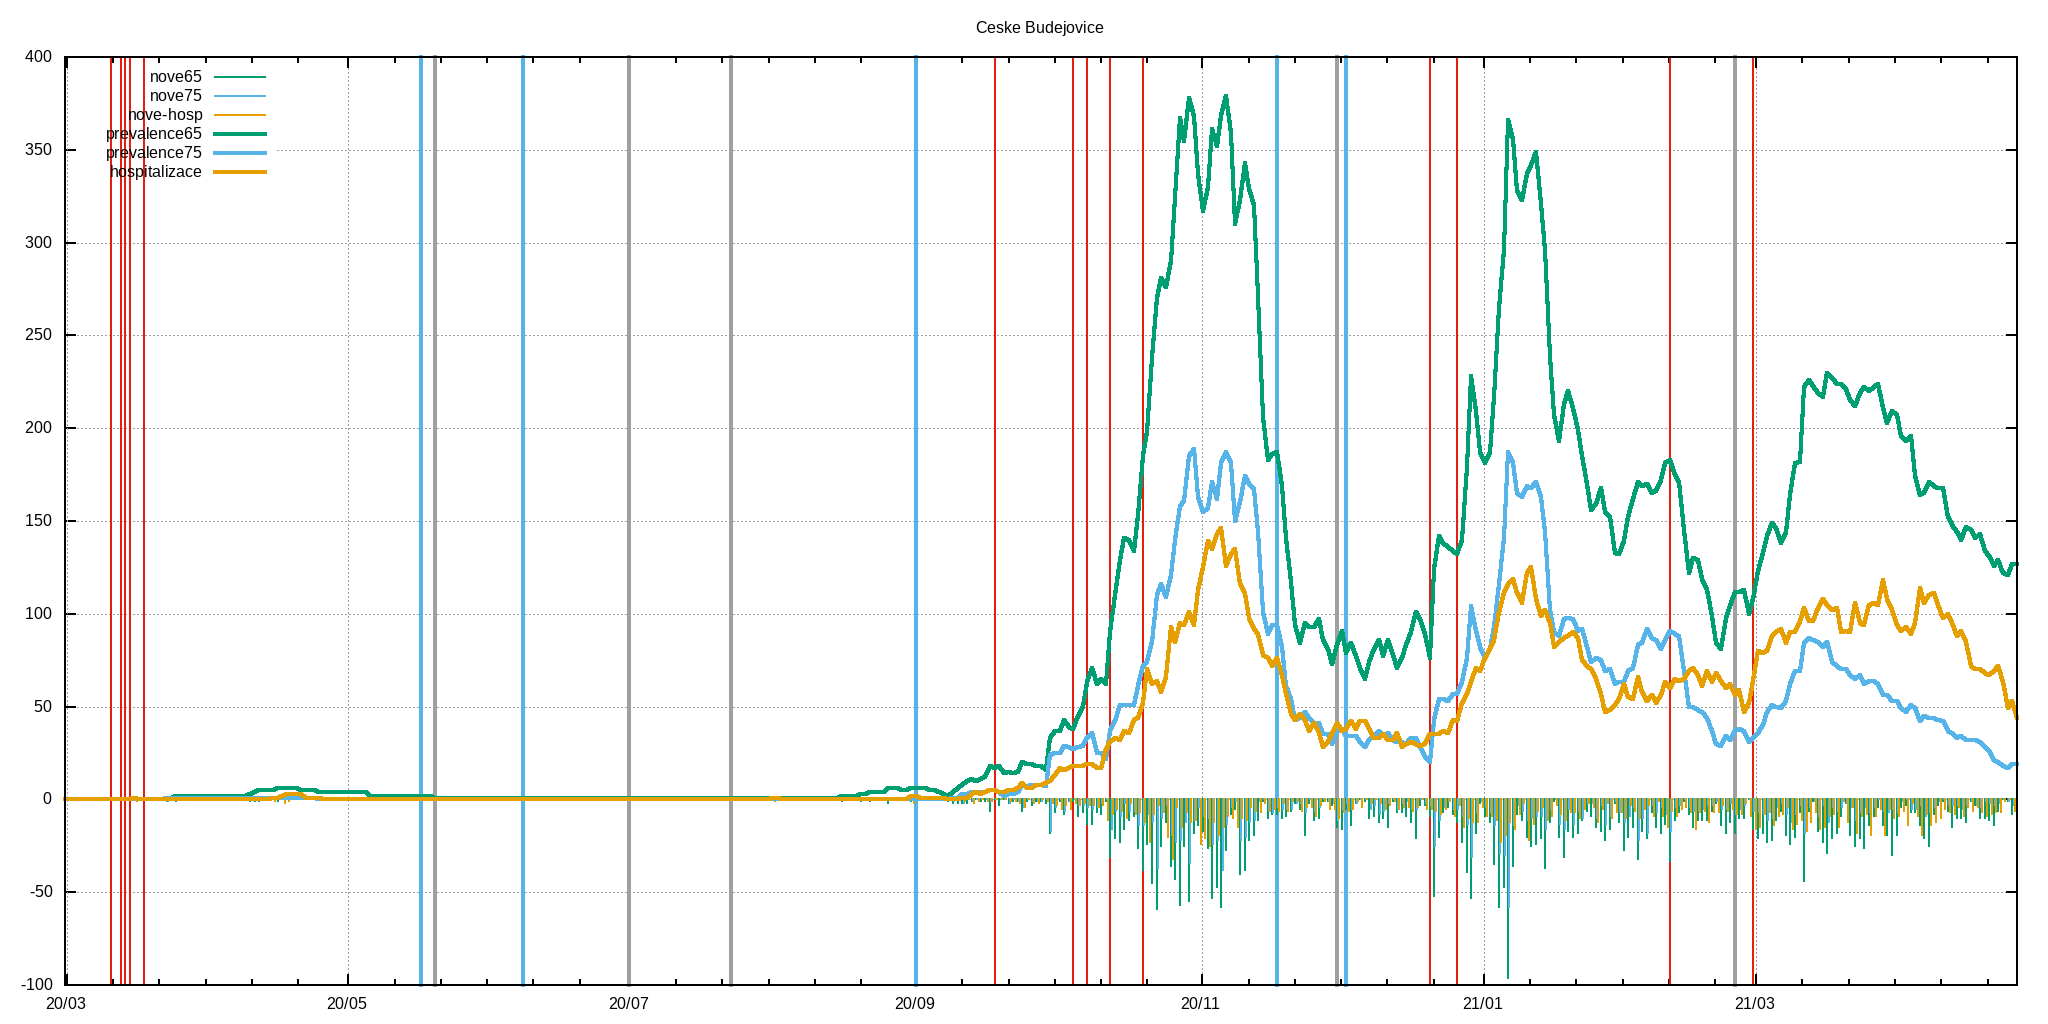 Ceske Budejovice
400
350
300
250
200
150
100
50
0
-50
-100
nove65
nove75
nove-hosp
prevalence65
prevalence75
hospitalizace
20/03 20/05 20/07 20/09 20/11 21/01 21/03